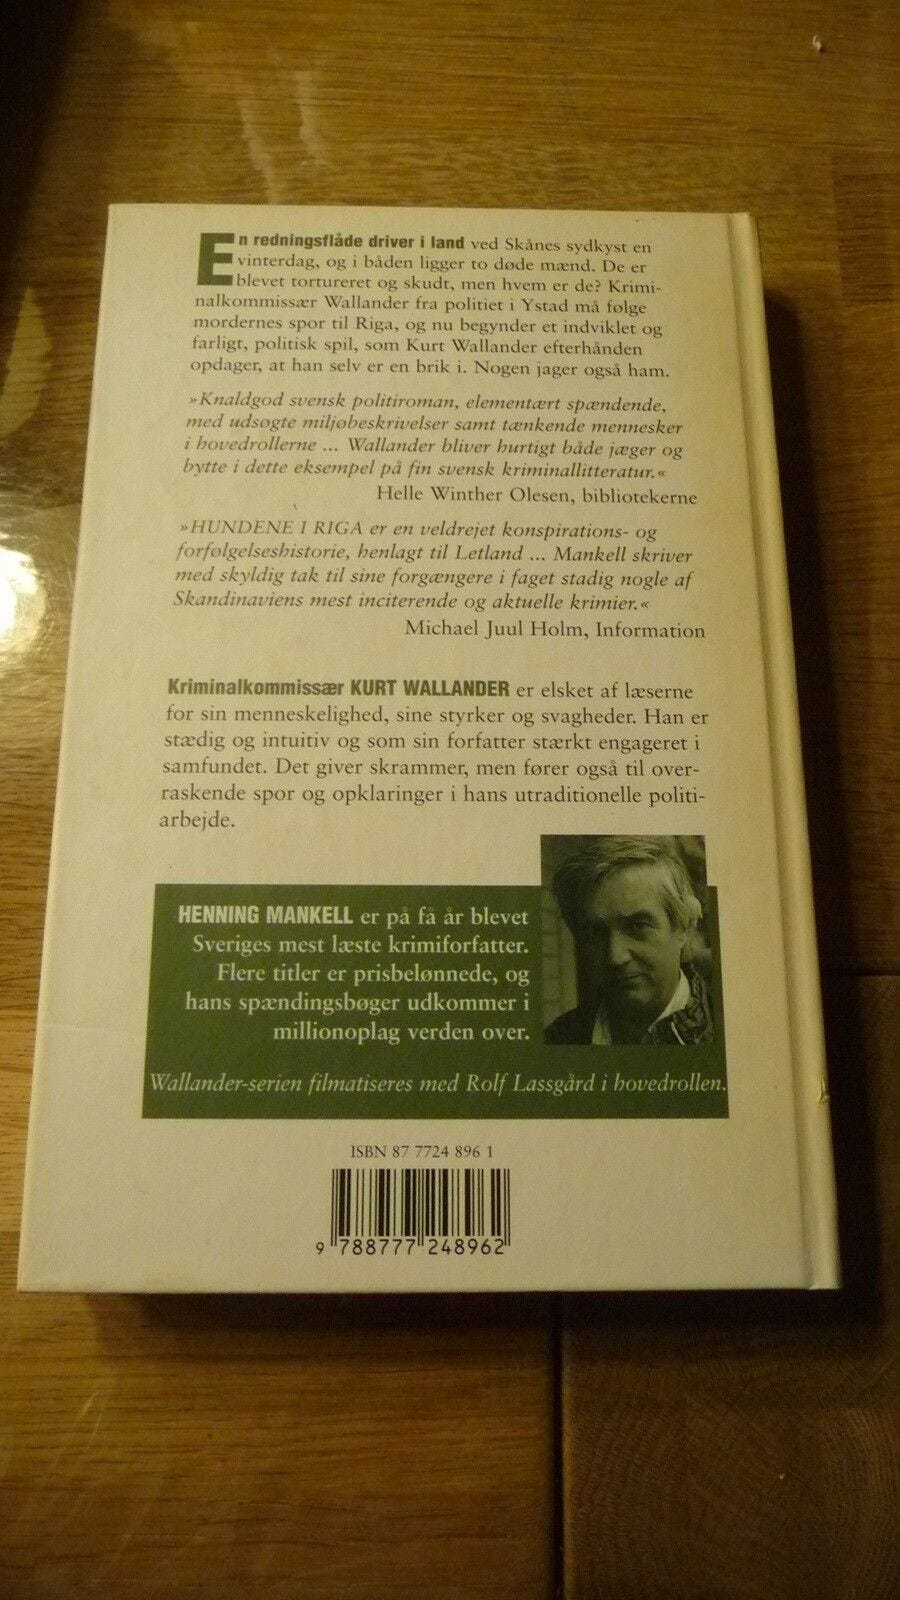 En redningsflåde driver i land ved Skånes sydkyst en
vinterdag, og i båden ligger to døde mænd. De er
blevet tortureret og skudt, men hvem er de? Krimi-
nalkommissær Wallander fra politiet i Ystad må følge
mordernes spor til Riga, og nu begynder et indviklet og
farligt, politisk spil, som Kurt Wallander efterhånden
opdager, at han selv er en brik i. Nogen jager også ham.
»Knaldgod svensk politiroman, elementært spændende,
med udsøgte miljøbeskrivelser samt tænkende mennesker
i hovedrollerne ... Wallander bliver hurtigt både jæger og
bytte i dette eksempel på fin svensk kriminallitteratur.«
Helle Winther Olesen, bibliotekerne
»HUNDENE I RIGA er en veldrejet konspirations- og
forfølgelseshistorie, henlagt til Letland ... Mankell skriver
med skyldig tak til sine forgængere i faget stadig nogle af
Skandinaviens mest inciterende og aktuelle krimier.«
Michael Juul Holm, Information
Kriminalkommissær KURT WALLANDER er elsket af læserne
for sin menneskelighed, sine styrker og svagheder. Han er
stædig og intuitiv og som sin forfatter stærkt engageret i
samfundet. Det giver skrammer, men fører også til over-
raskende spor og opklaringer i hans utraditionelle politi-
arbejde.
HENNING MANKELL er på få år blevet
Sveriges mest læste krimiforfatter.
Flere titler er prisbelønnede, og
hans spændingsbøger udkommer i
millionoplag verden over.
Wallander-serien filmatiseres med Rolf Lassgård i hovedrollen.
ISBN 87 7724 896 1
9 788777 248962